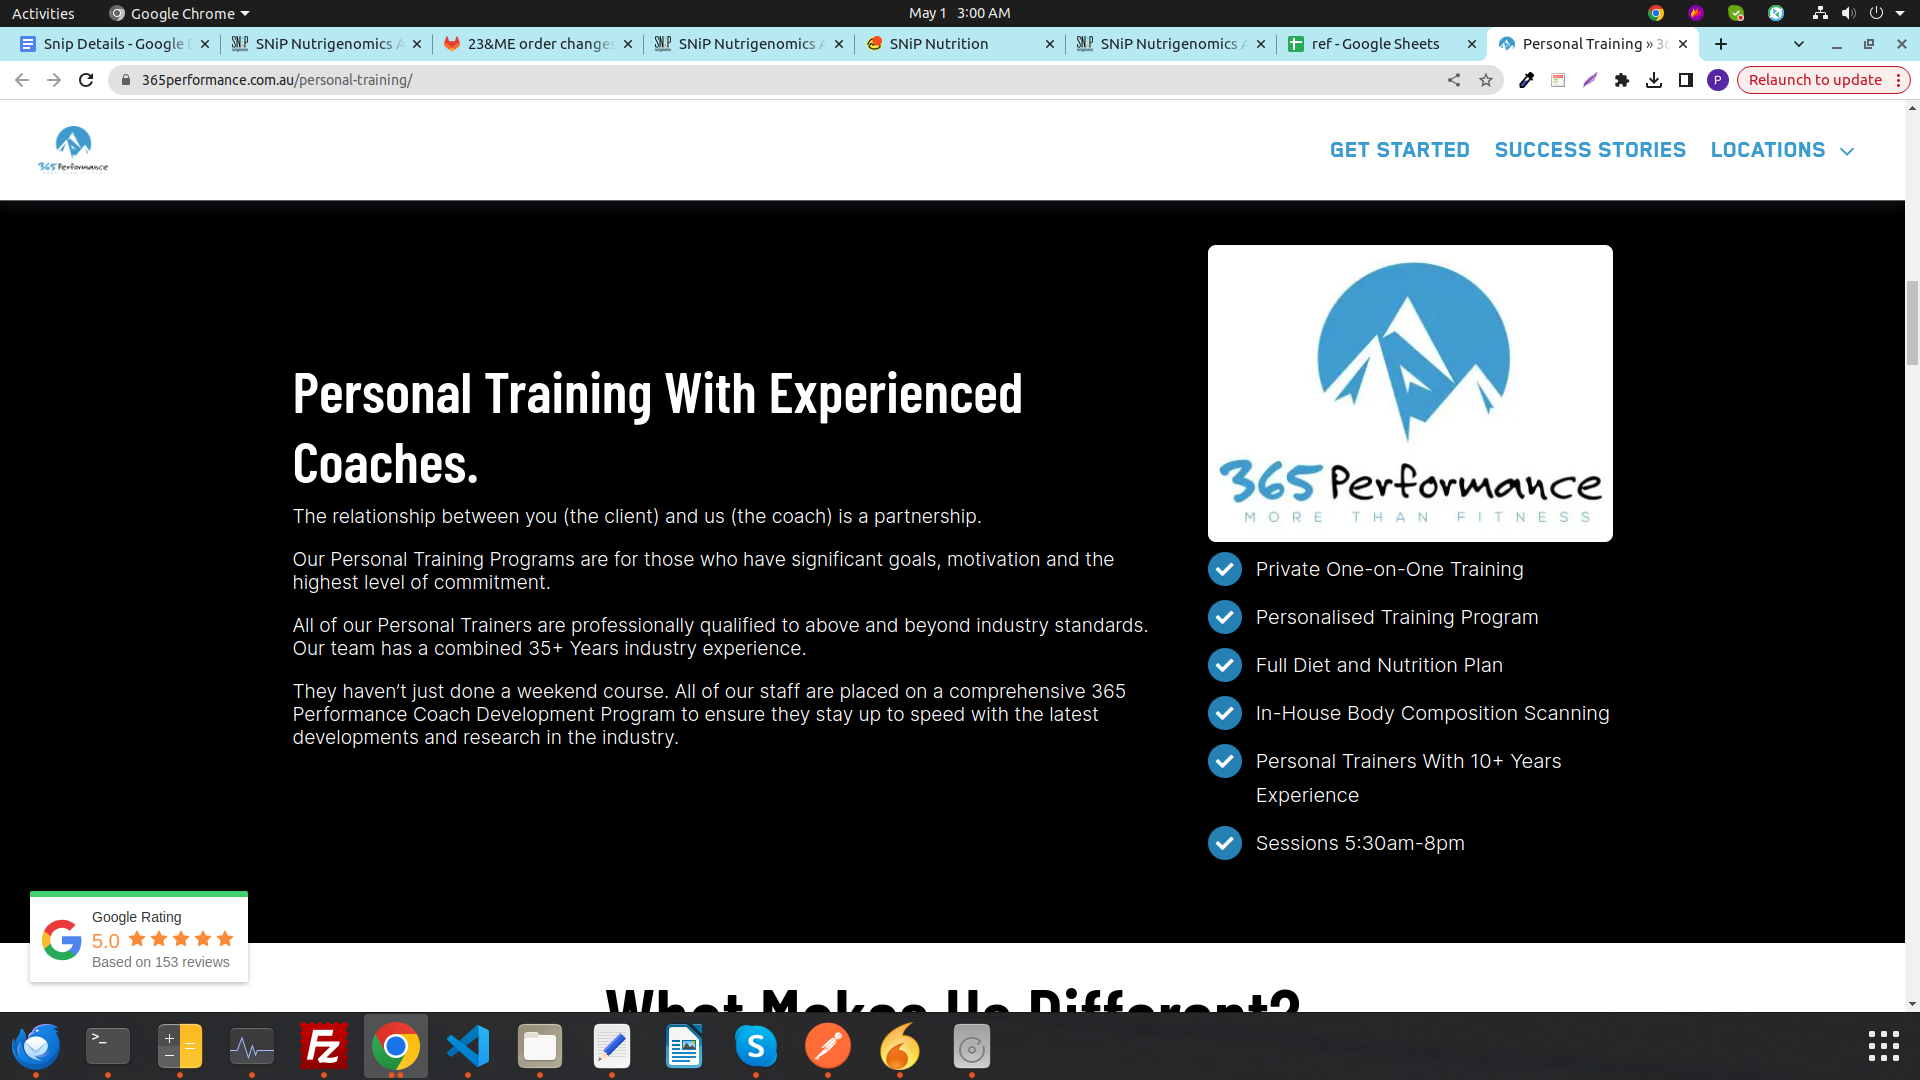 Activities
Google Chrome
May 1 3:00 AM
Snip Details - Google
SNiP Nutrigenomics
23&ME order changes
SNiP Nutrigenomics
SNiP Nutrition
SNiP Nutrigenomics
ref - Google Sheets
Personal Training »
365performance.com.au/personal-training/
P
Relaunch to update
365 Performance
GET STARTED
SUCCESS STORIES
LOCATIONS
Personal Training With Experienced
Coaches.
The relationship between you (the client) and us (the coach) is a partnership.
Our Personal Training Programs are for those who have significant goals, motivation and the
highest level of commitment.
All of our Personal Trainers are professionally qualified to above and beyond industry standards.
Our team has a combined 35+ Years industry experience.
They haven’t just done a weekend course. All of our staff are placed on a comprehensive 365
Performance Coach Development Program to ensure they stay up to speed with the latest
developments and research in the industry.
365 Performance
MORE THAN FITNESS
Private One-on-One Training
Personalised Training Program
Full Diet and Nutrition Plan
In-House Body Composition Scanning
Personal Trainers With 10+ Years
Experience
Sessions 5:30am-8pm
Google Rating
5.0
Based on 153 reviews
What Makes Us Different?